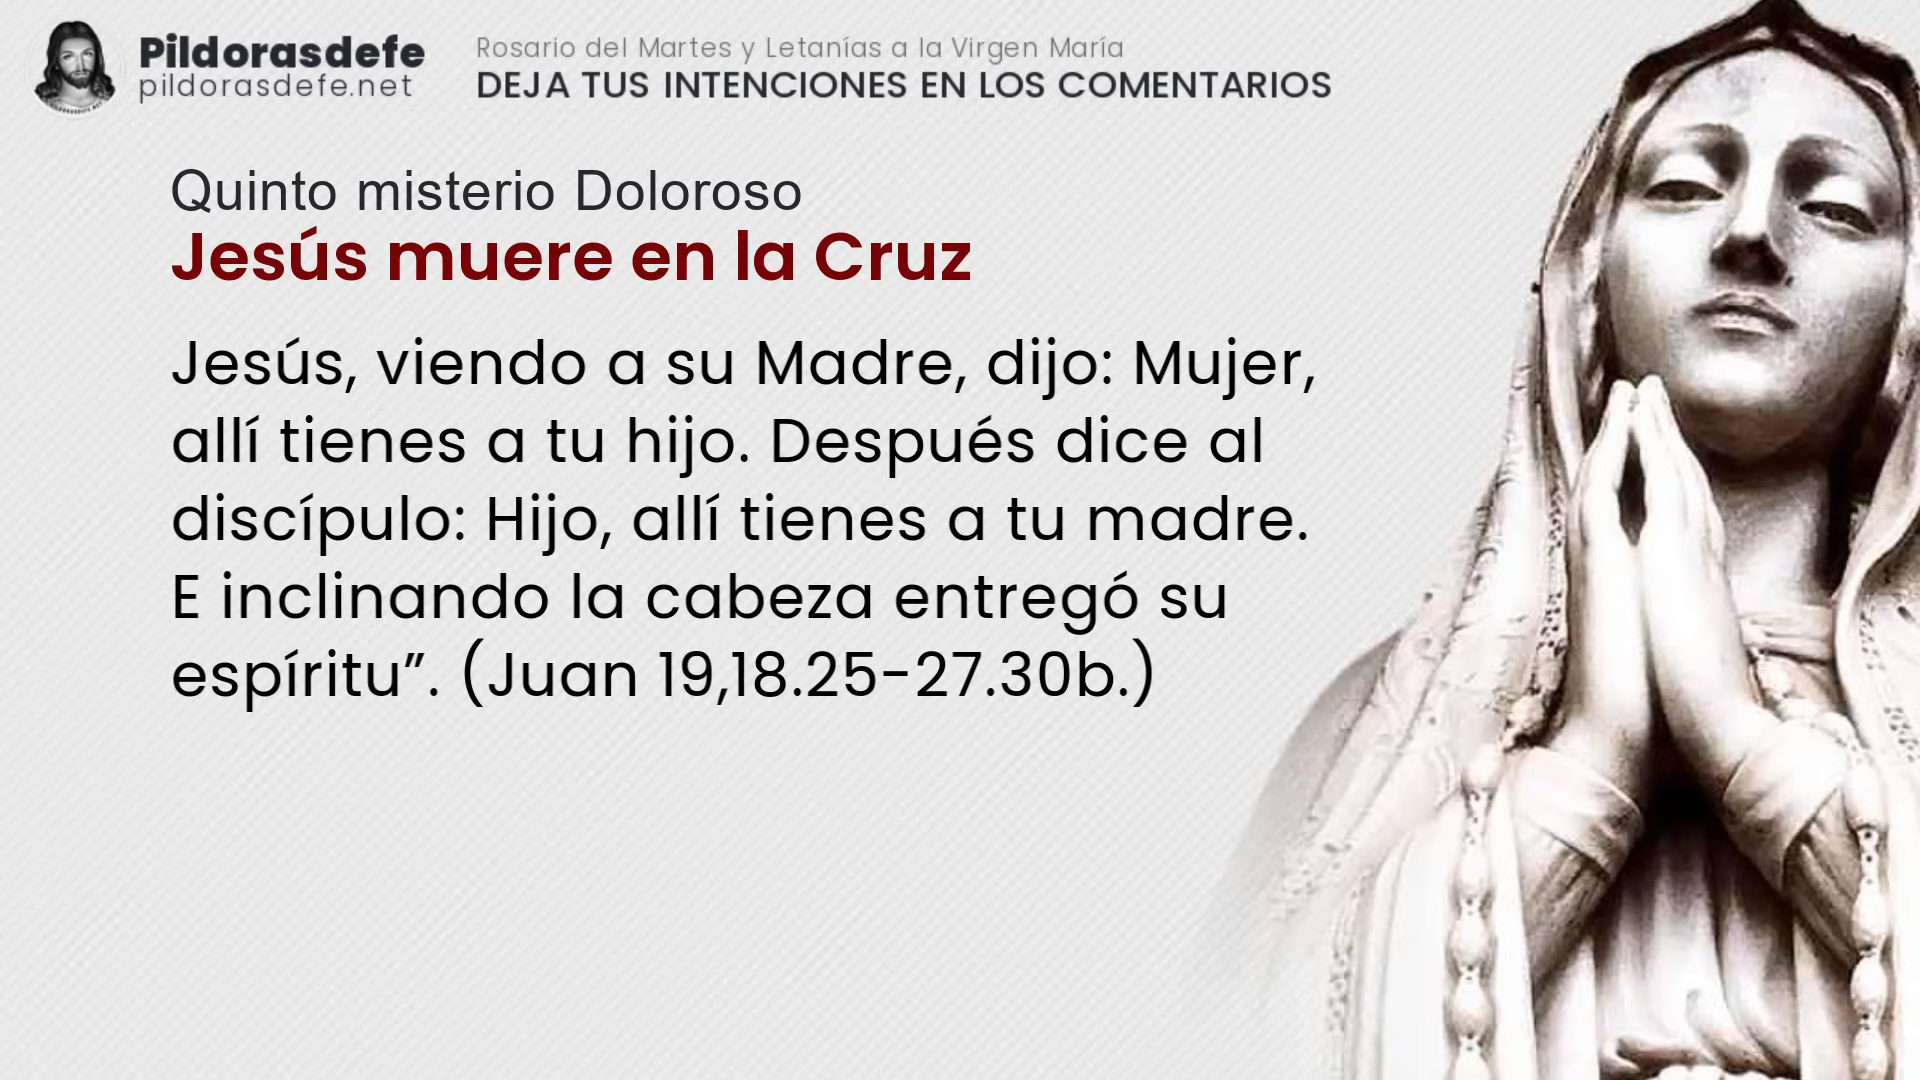 Pildorasdefe
pildorasdefe.net
Rosario del Martes y Letanías a la Virgen María
DEJA TUS INTENCIONES EN LOS COMENTARIOS
Quinto misterio Doloroso
Jesús muere en la Cruz
Jesús, viendo a su Madre, dijo: Mujer,
allí tienes a tu hijo. Después dice al
discípulo: Hijo, allí tienes a tu madre.
E inclinando la cabeza entregó su
espíritu”. (Juan 19,18.25-27.30b.)